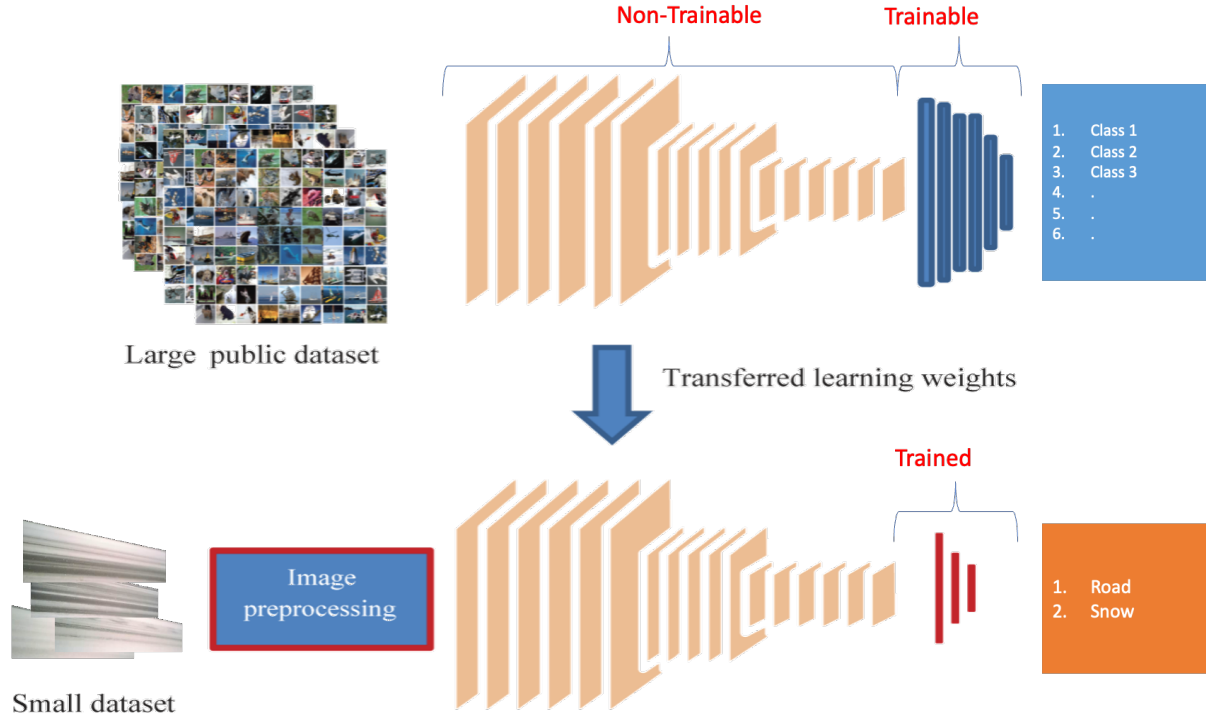 Non-Trainable
Trainable
1. Class 1
2. Class 2
3. Class 3
4. .
5. .
6. .
Large public dataset
Transferred learning weights
Trained
Image
preprocessing
1. Road
2. Snow
Small dataset